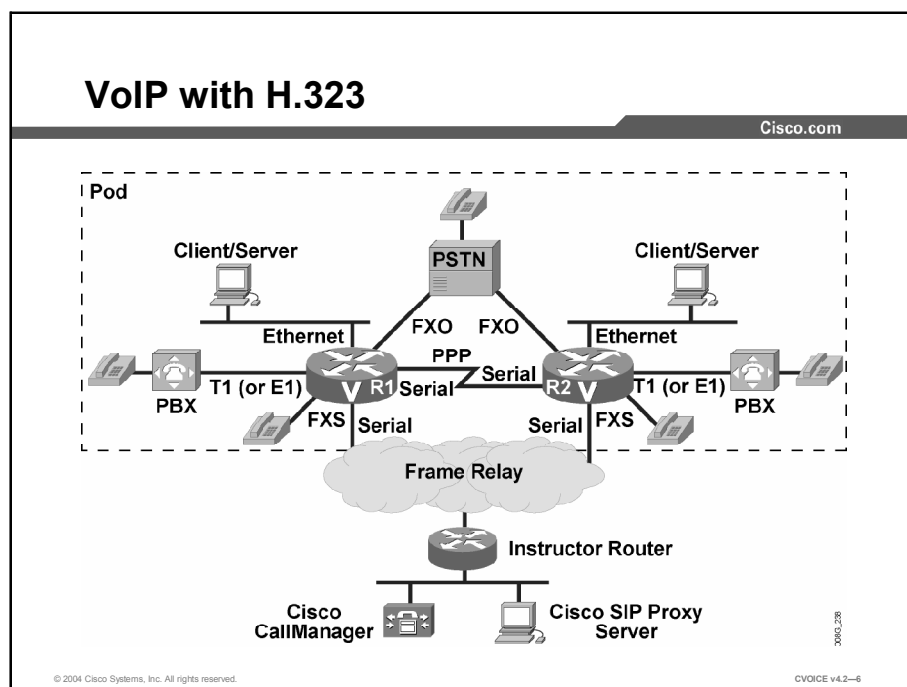 VoIP with H.323
Cisco.com
Pod
Client/Server
PSTN
Client/Server
Ethernet
FXO
FXO
Ethernet
PPP
PBX
T1 (or E1)
V
R1
Serial
Serial
R2
V
T1 (or E1)
PBX
FXS
Serial
Serial
FXS
Frame Relay
Instructor Router
Cisco
CallManager
Cisco SIP Proxy
Server
© 2004 Cisco Systems, Inc. All rights reserved.
CVOICE v4.2—6